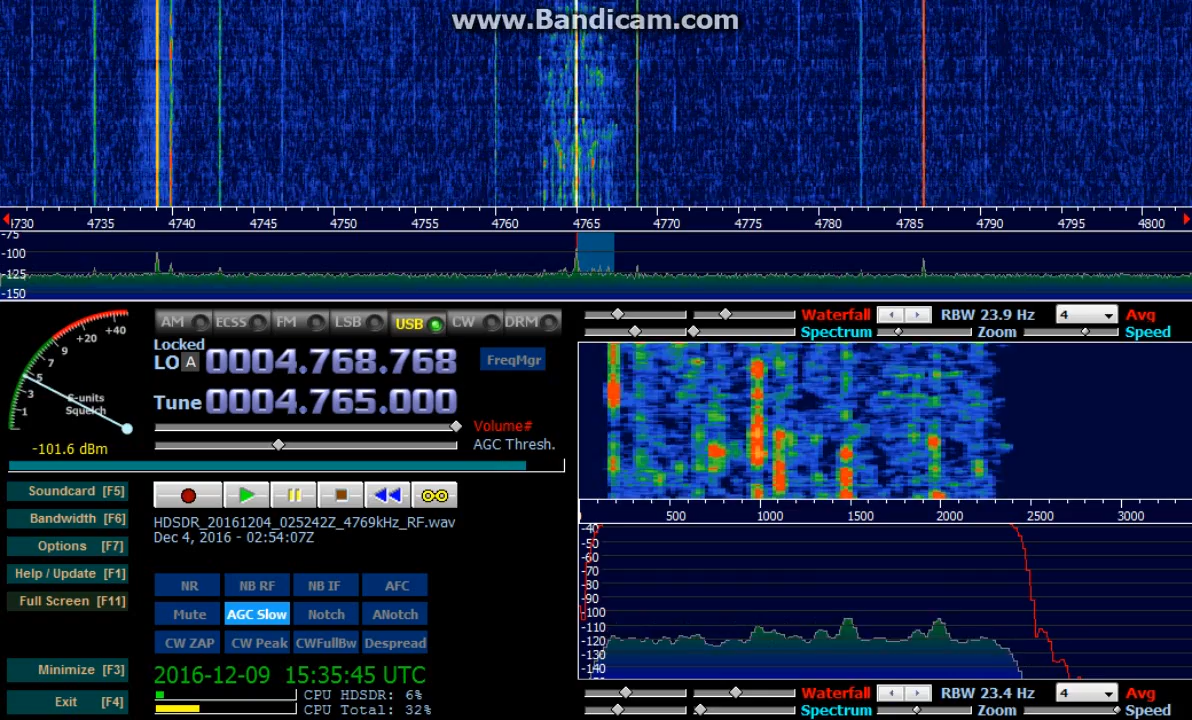 www.Bandicam.com
4730 4735 4740 4745 4750 4755 4760 4765 4770 4775 4780 4785 4790 4795 4800
-75
-100
-125
-150
+40
+20
9
7
5
3
1
S-units
Squelch
-101.6 dBm
AM ECSS FM LSB USB CW DRM
Locked
LO A 0004.768.768 FreqMgr
Tune 0004.765.000
Volume#
AGC Thresh.
Waterfall RBW 23.9 Hz 4 Avg
Spectrum Zoom Speed
Soundcard [F5]
Bandwidth [F6]
Options [F7]
Help / Update [F1]
Full Screen [F11]
Minimize [F3]
Exit [F4]
HDSDR_20161204_025242Z_4769kHz_RF.wav
Dec 4, 2016 - 02:54:07Z
NR NB RF NB IF AFC
Mute AGC Slow Notch ANotch
CW ZAP CW Peak CWFullBw Despread
2016-12-09 15:35:45 UTC
CPU HDSDR: 6%
CPU Total: 32%
500 1000 1500 2000 2500 3000
-40
-50
-60
-70
-80
-90
-100
-110
-120
-130
-140
Waterfall RBW 23.4 Hz 4 Avg
Spectrum Zoom Speed